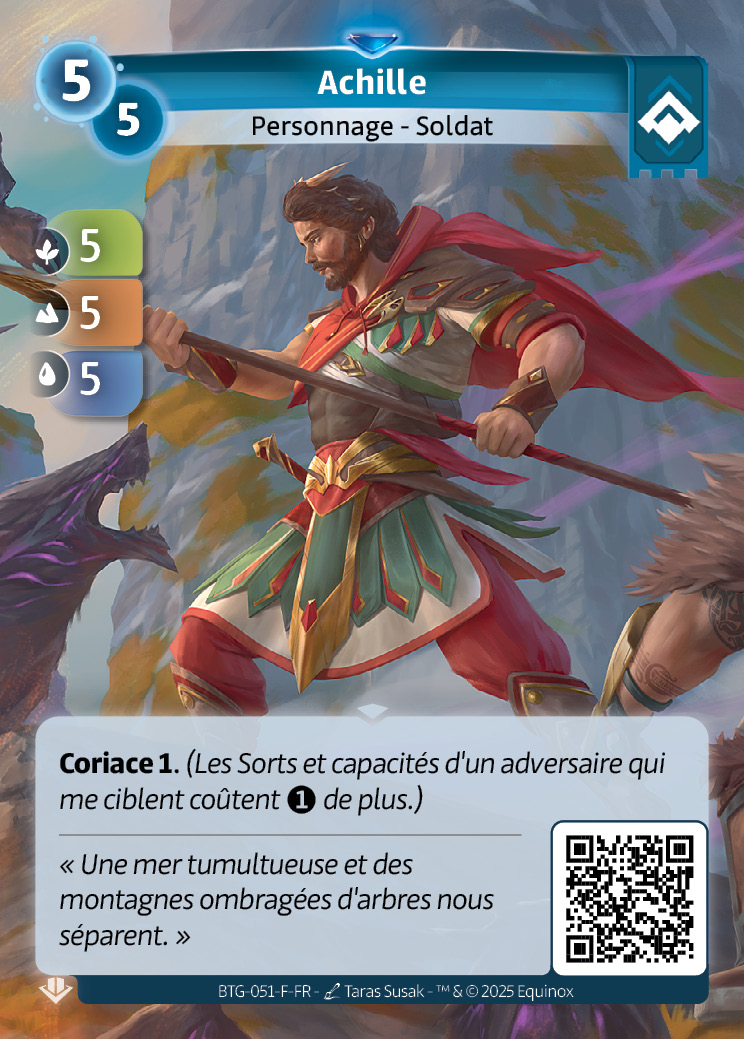 5
5
Achille
Personnage - Soldat
5
5
5
Coriace 1. (Les Sorts et capacités d'un adversaire qui
me ciblent coûtent 1 de plus.)
« Une mer tumultueuse et des
montagnes ombragées d'arbres nous
séparent. »
BTG-051-F-FR - Taras Susak - ™ & © 2025 Equinox